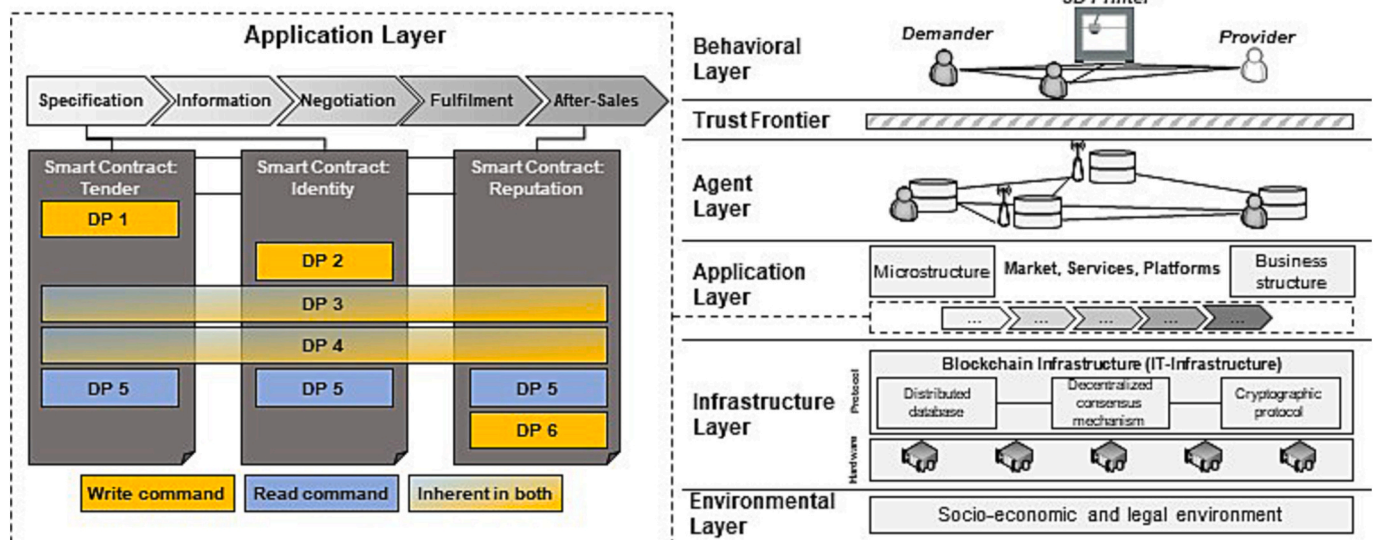 Application Layer
Specification
Information
Negotiation
Fulfilment
After-Sales
Smart Contract:
Tender
DP 1
Smart Contract:
Identity
DP 2
Smart Contract:
Reputation
DP 3
DP 4
DP 5
DP 5
DP 5
DP 6
Write command
Read command
Inherent in both
Behavioral
Layer
Demander
Provider
Trust Frontier
Agent
Layer
Application
Layer
Microstructure
Market, Services, Platforms
Business
structure
...
...
...
...
...
Infrastructure
Layer
Protocol
Blockchain Infrastructure (IT-Infrastructure)
Distributed
database
Decentralized
consensus
mechanism
Cryptographic
protocol
Hardware
Environmental
Layer
Socio-economic and legal environment